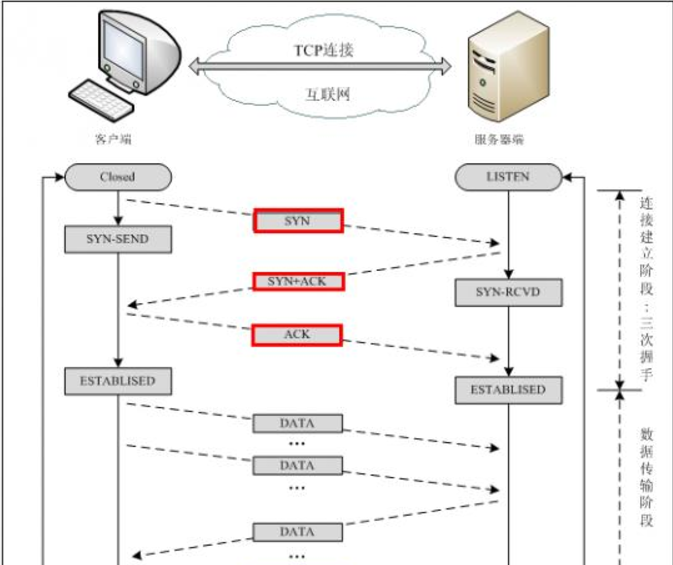 TCP连接
互联网
客户端
服务器端
Closed
LISTEN
SYN
SYN-SEND
SYN+ACK
SYN-RCVD
ACK
ESTABLISED
ESTABLISED
连接建立阶段：三次握手
DATA
...
DATA
...
DATA
...
数据传输阶段